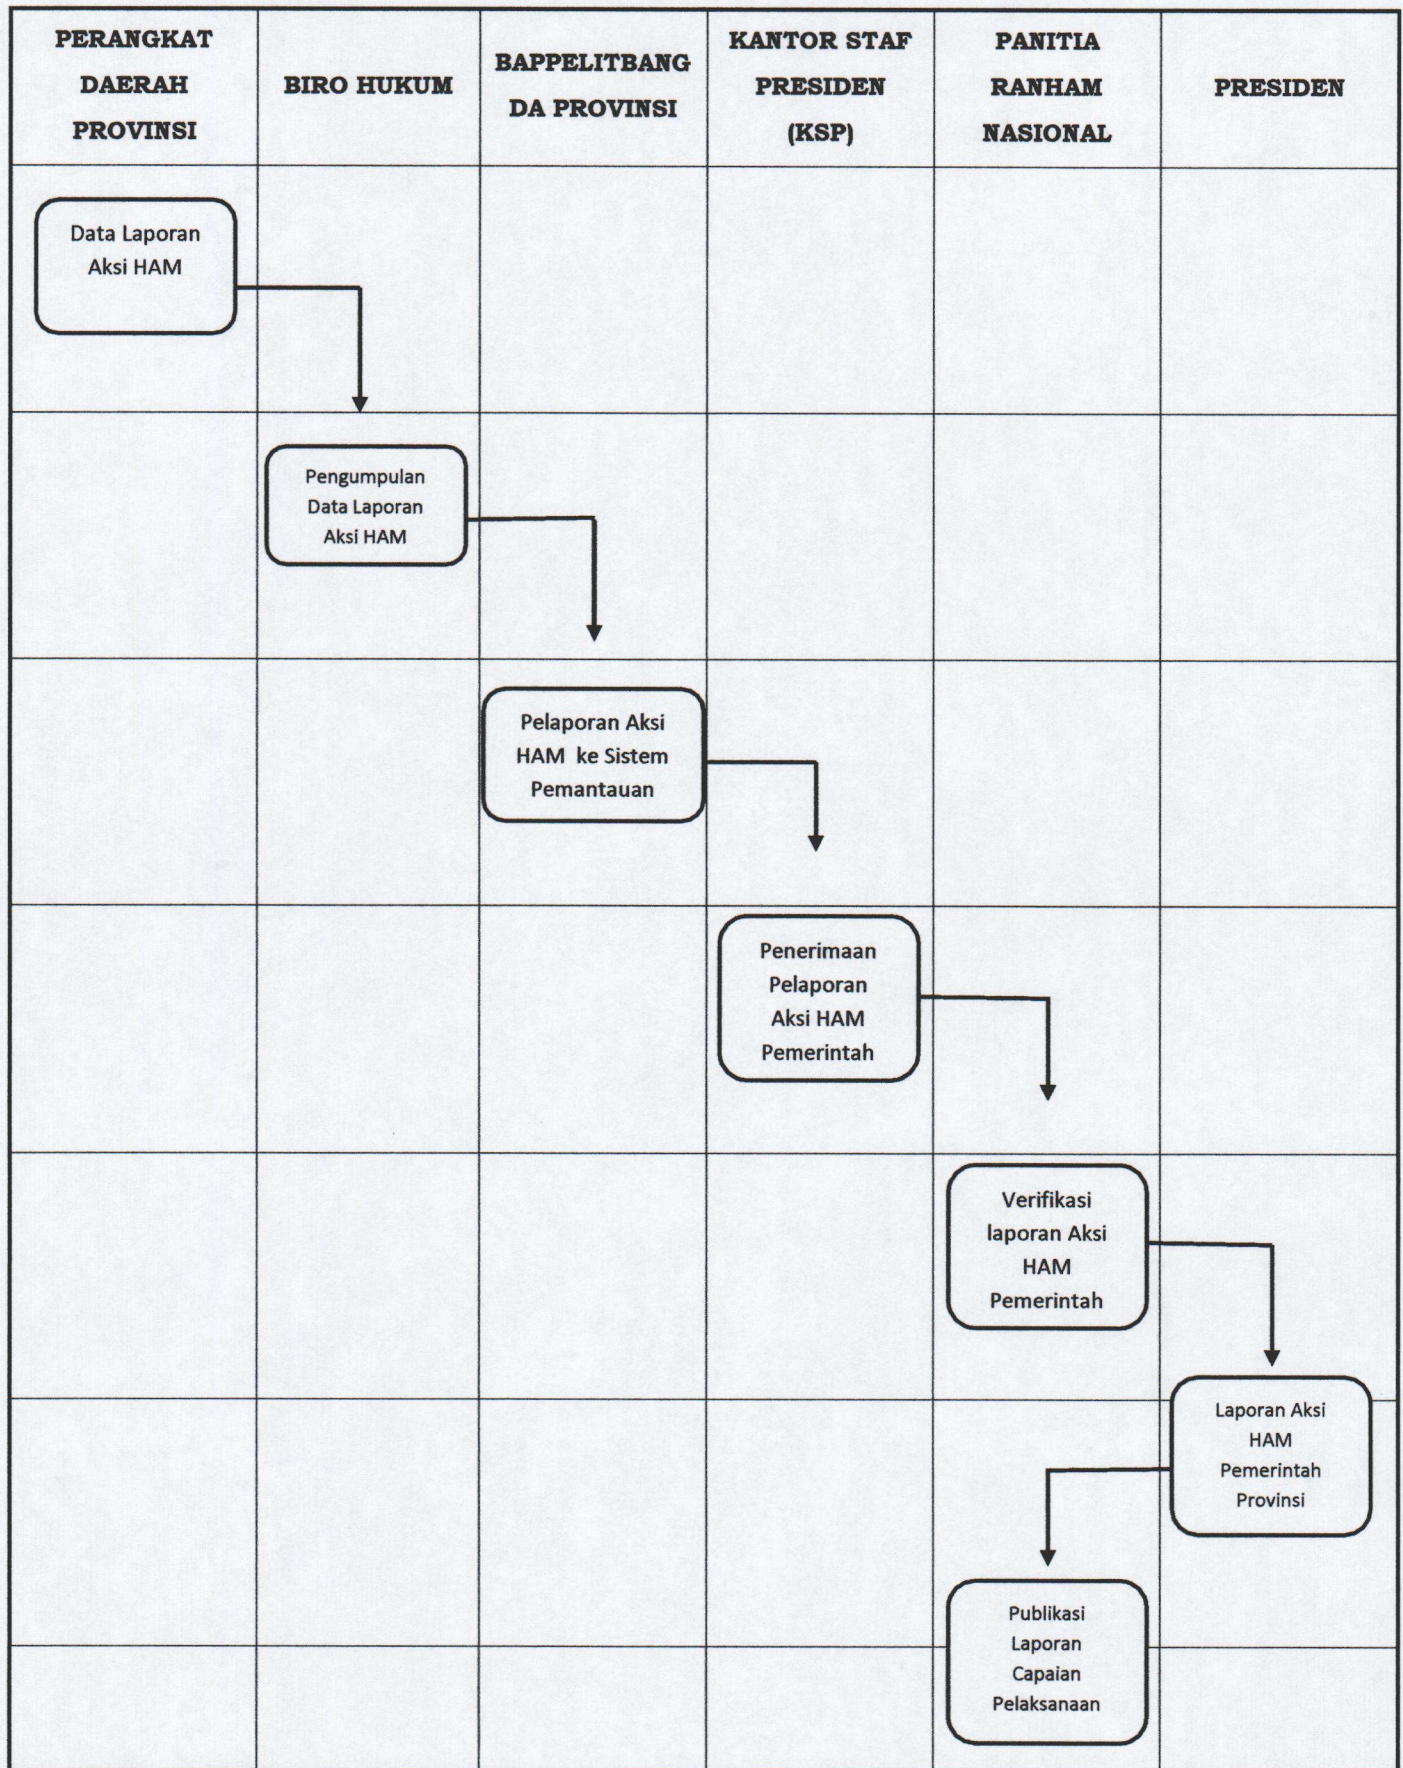 PERANGKAT
DAERAH
PROVINSI
BIRO HUKUM
BAPPELITBANG
DA PROVINSI
KANTOR STAF
PRESIDEN
(KSP)
PANITIA
RANHAM
NASIONAL
PRESIDEN
Data Laporan
Aksi HAM
Pengumpulan
Data Laporan
Aksi HAM
Pelaporan Aksi
HAM ke Sistem
Pemantauan
Penerimaan
Pelaporan
Aksi HAM
Pemerintah
Verifikasi
laporan Aksi
HAM
Pemerintah
Laporan Aksi
HAM
Pemerintah
Provinsi
Publikasi
Laporan
Capaian
Pelaksanaan